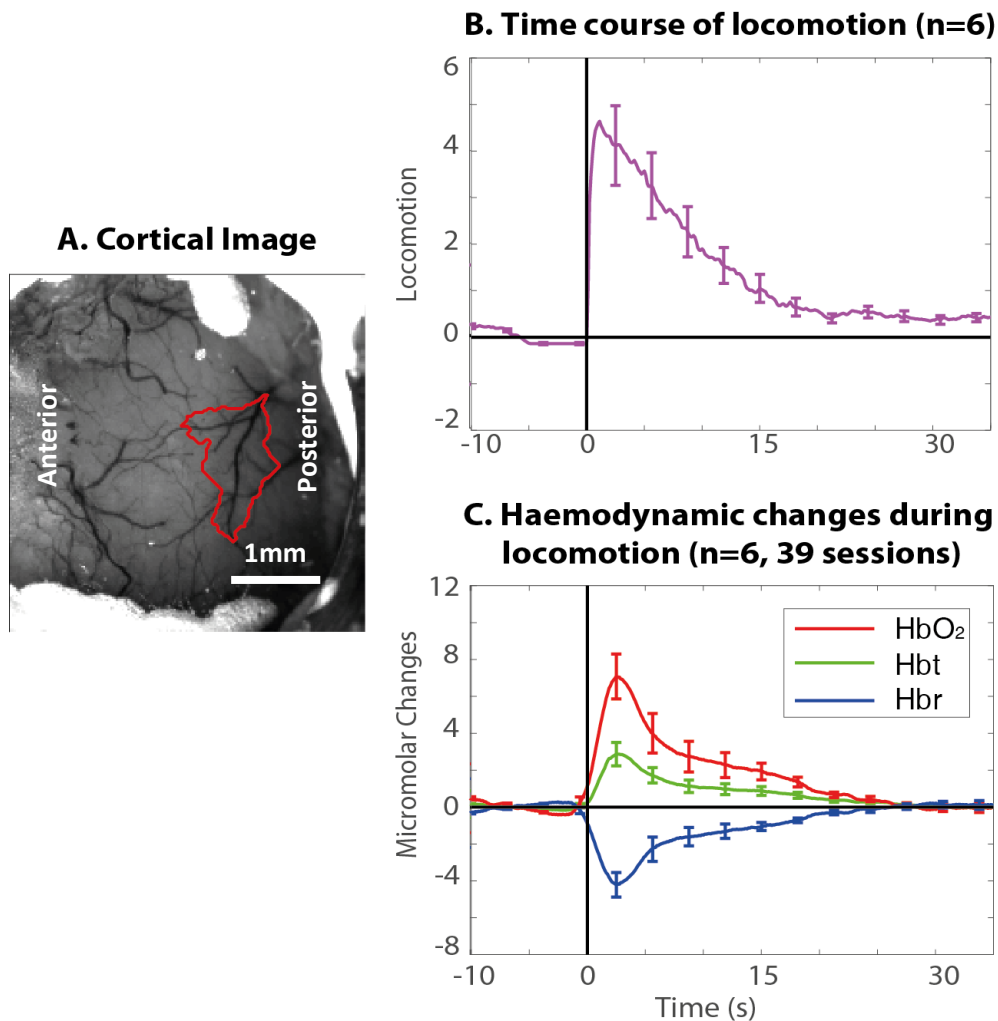 A. Cortical Image
Anterior
Posterior
1mm
B. Time course of locomotion (n=6)
Locomotion
6
4
2
0
-2
-10
0
15
30
C. Haemodynamic changes during
locomotion (n=6, 39 sessions)
Micromolar Changes
12
8
4
0
-4
-8
HbO₂
Hbt
Hbr
-10
0
15
30
Time (s)